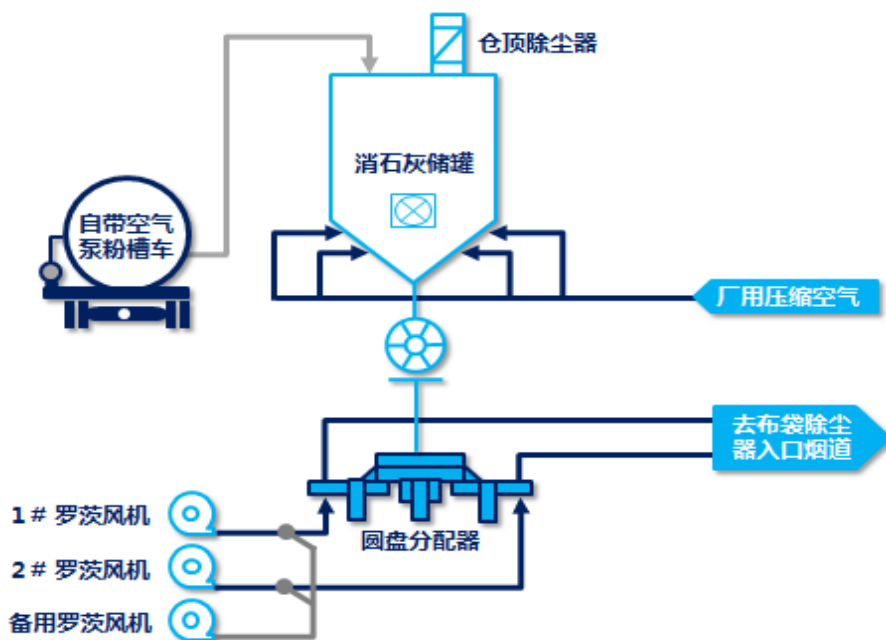 仓顶除尘器
消石灰储罐
自带空气
泵粉槽车
厂用压缩空气
去布袋除尘
器入口烟道
1# 罗茨风机
圆盘分配器
2# 罗茨风机
备用罗茨风机